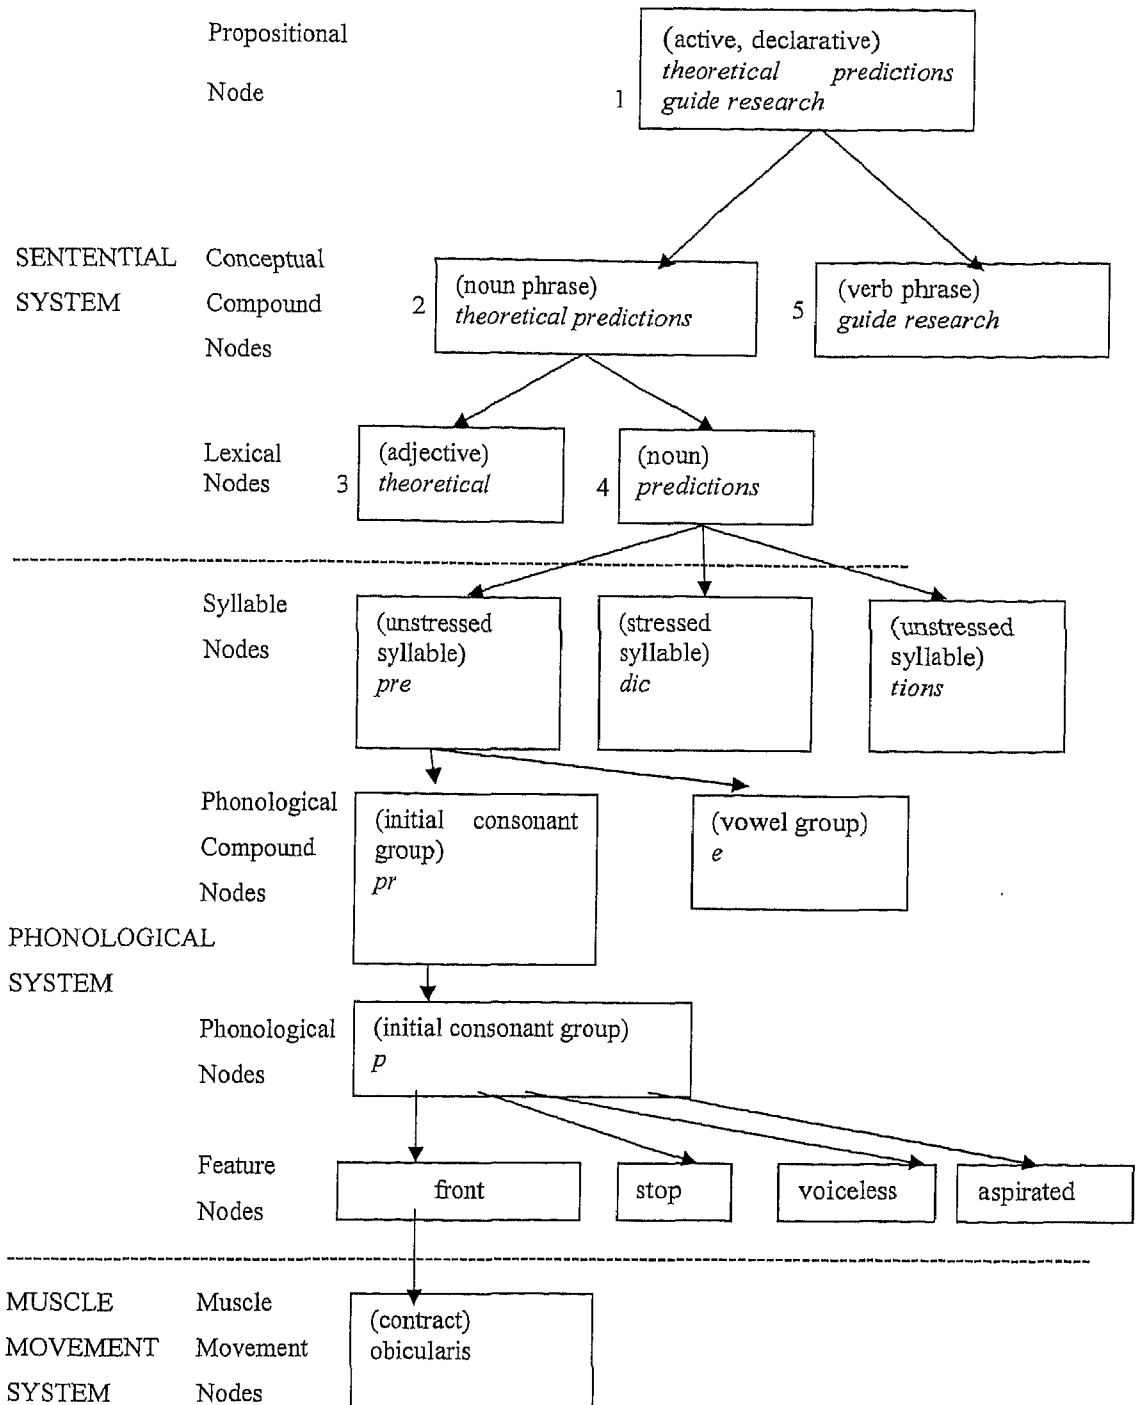 Propositional
Node
1
(active, declarative)
theoretical predictions
guide research
SENTENTIAL
SYSTEM
Conceptual
Compound
Nodes
2
(noun phrase)
theoretical predictions
5
(verb phrase)
guide research
Lexical
Nodes
3
(adjective)
theoretical
4
(noun)
predictions
Syllable
Nodes
(unstressed
syllable)
pre
(stressed
syllable)
dic
(unstressed
syllable)
tions
Phonological
Compound
Nodes
(initial consonant
group)
pr
(vowel group)
e
PHONOLOGICAL
SYSTEM
Phonological
Nodes
(initial consonant group)
p
Feature
Nodes
front
stop
voiceless
aspirated
MUSCLE
MOVEMENT
SYSTEM
Muscle
Movement
Nodes
(contract)
obicularis